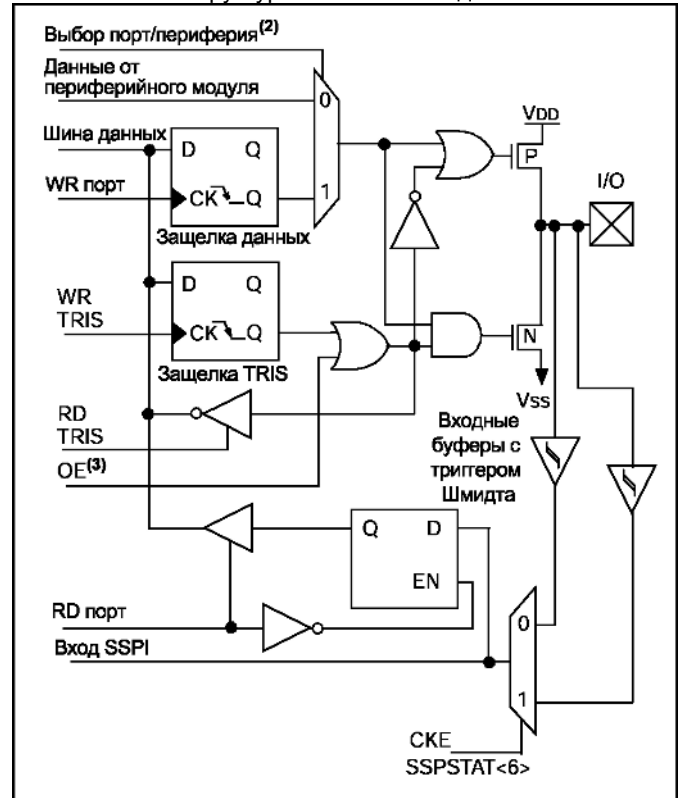 Выбор порт/периферия(2)
Данные от
периферийного модуля
0
VDD
Шина данных
D Q
P
I/O
WR порт
CK Q
1
Защелка данных
D Q
WR
TRIS
CK Q
N
Защелка TRIS
Vss
RD
TRIS
Входные
буферы с
триггером
Шмидта
OE(3)
Q D
EN
RD порт
0
Вход SSPI
1
CKE
SSPSTAT<6>